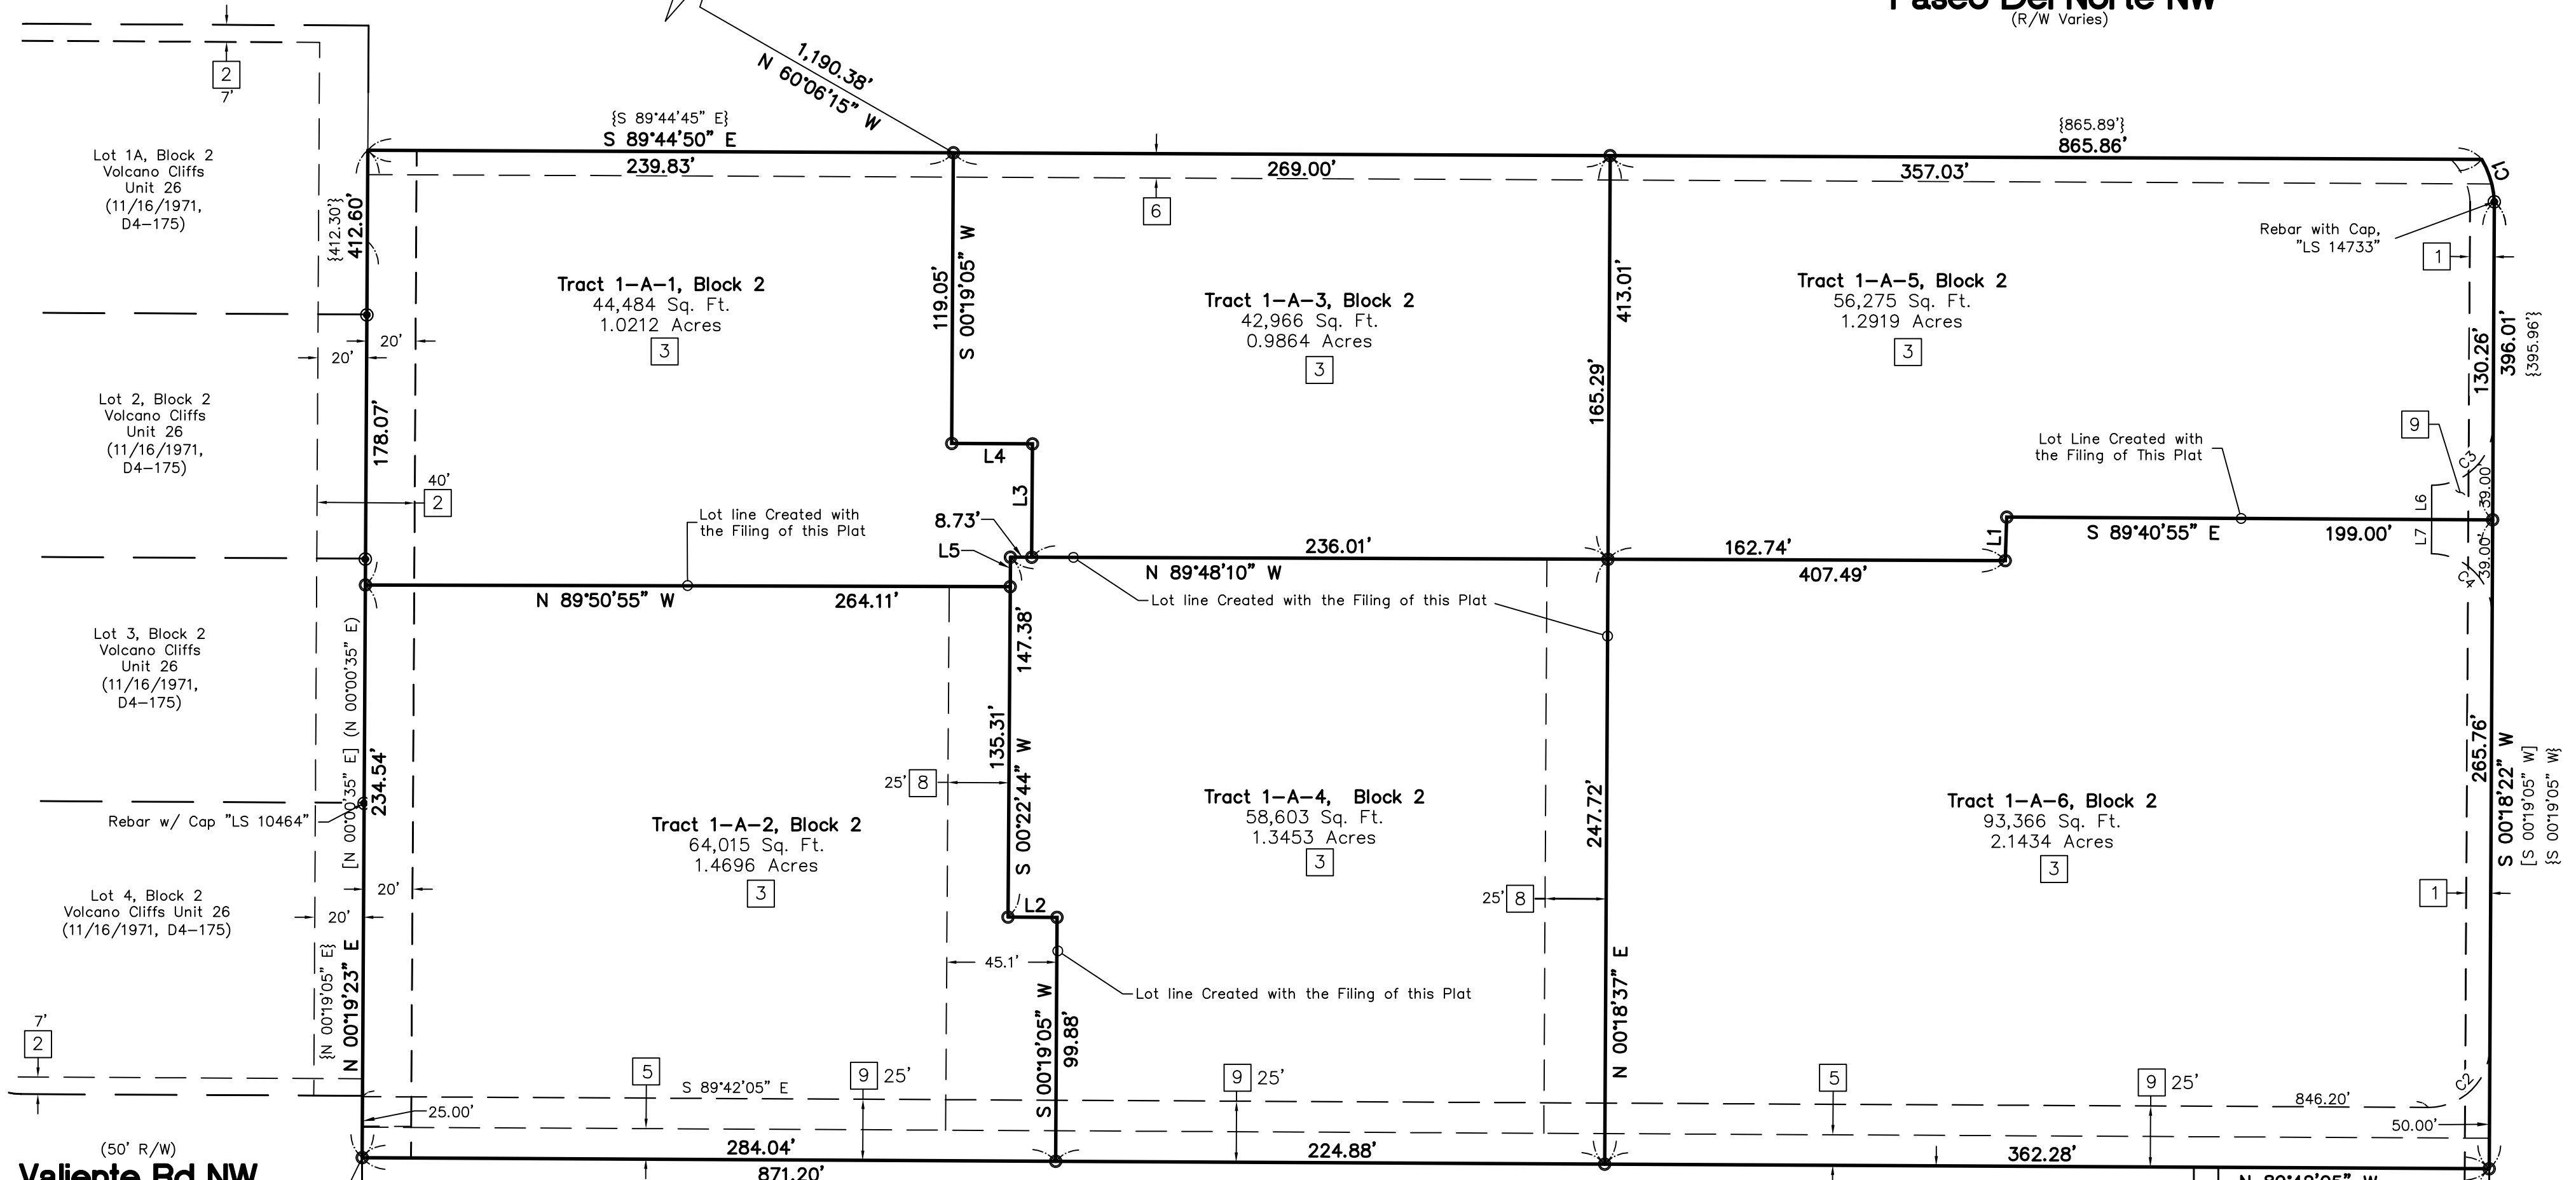 Paseo Del Norte NW
(R/W Varies)
1,190.38'
N 60°06'15" W
2
7'
{S 89°44'45" E}
S 89°44'50" E
239.83'
269.00'
{865.89'}
865.86'
357.03'
C1
6
Lot 1A, Block 2
Volcano Cliffs
Unit 26
(11/16/1971,
D4-175)
{412.30'}
412.60'
Rebar with Cap,
"LS 14733"
1
119.05'
S 00°19'05" W
Tract 1-A-1, Block 2
44,484 Sq. Ft.
1.0212 Acres
3
Tract 1-A-3, Block 2
42,966 Sq. Ft.
0.9864 Acres
3
413.01'
165.29'
Tract 1-A-5, Block 2
56,275 Sq. Ft.
1.2919 Acres
3
130.26'
396.01'
{395.96'}
20'
20'
Lot 2, Block 2
Volcano Cliffs
Unit 26
(11/16/1971,
D4-175)
178.07'
40'
2
L4
L3
9
Lot Line Created with
the Filing of This Plat
C3
39.00'
L6
L7
39.00'
C4
Lot line Created with
the Filing of this Plat
8.73'
L5
236.01'
N 89°48'10" W
162.74'
407.49'
L1
S 89°40'55" E
199.00'
N 89°50'55" W
264.11'
Lot line Created with the Filing of this Plat
Lot 3, Block 2
Volcano Cliffs
Unit 26
(11/16/1971,
D4-175)
[N 00°00'35" E] (N 00°00'35" E)
234.54'
147.38'
135.31'
S 00°22'44" W
25'
8
Rebar w/ Cap "LS 10464"
Tract 1-A-2, Block 2
64,015 Sq. Ft.
1.4696 Acres
3
Tract 1-A-4, Block 2
58,603 Sq. Ft.
1.3453 Acres
3
247.72'
25'
8
Tract 1-A-6, Block 2
93,366 Sq. Ft.
2.1434 Acres
3
265.76'
S 00°18'22" W
[S 00°19'05" W]
{S 00°19'05" W}
1
Lot 4, Block 2
Volcano Cliffs Unit 26
(11/16/1971, D4-175)
20'
20'
{N 00°19'05" E}
N 00°19'23" E
L2
45.1'
Lot line Created with the Filing of this Plat
S 00°19'05" W
99.88'
N 00°18'37" E
7'
2
5
S 89°42'05" E
9
25'
9
25'
5
9
25'
C2
846.20'
25.00'
50.00'
(50' R/W)
Valiente Rd NW
284.04'
871.20'
224.88'
362.28'
N 89°42'05" W